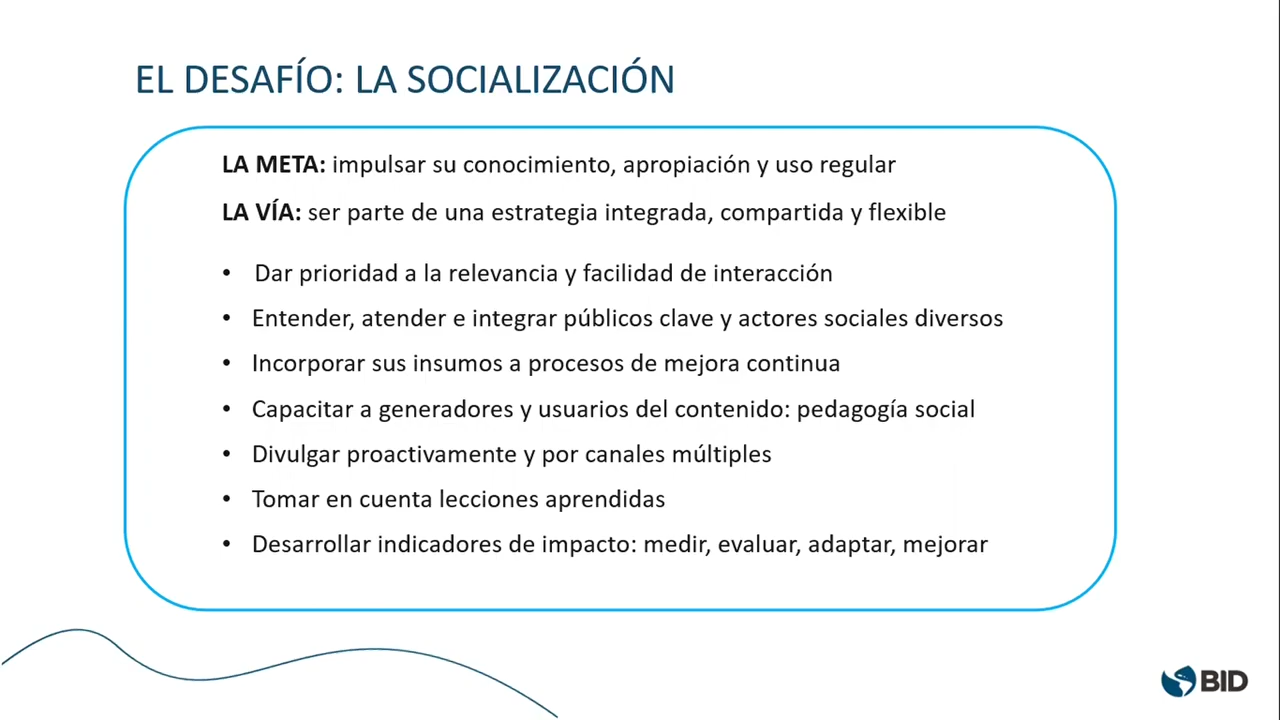 EL DESAFÍO: LA SOCIALIZACIÓN
LA META: impulsar su conocimiento, apropiación y uso regular
LA VÍA: ser parte de una estrategia integrada, compartida y flexible
• Dar prioridad a la relevancia y facilidad de interacción
• Entender, atender e integrar públicos clave y actores sociales diversos
• Incorporar sus insumos a procesos de mejora continua
• Capacitar a generadores y usuarios del contenido: pedagogía social
• Divulgar proactivamente y por canales múltiples
• Tomar en cuenta lecciones aprendidas
• Desarrollar indicadores de impacto: medir, evaluar, adaptar, mejorar
BID